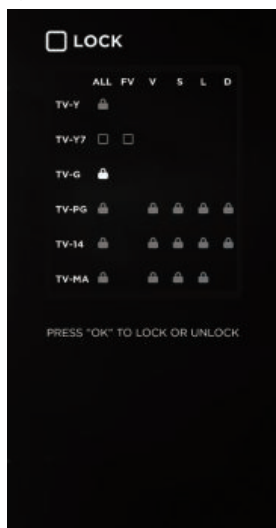 LOCK
ALL FV V S L D
TV-Y
TV-Y7
TV-G
TV-PG
TV-14
TV-MA
PRESS "OK" TO LOCK OR UNLOCK